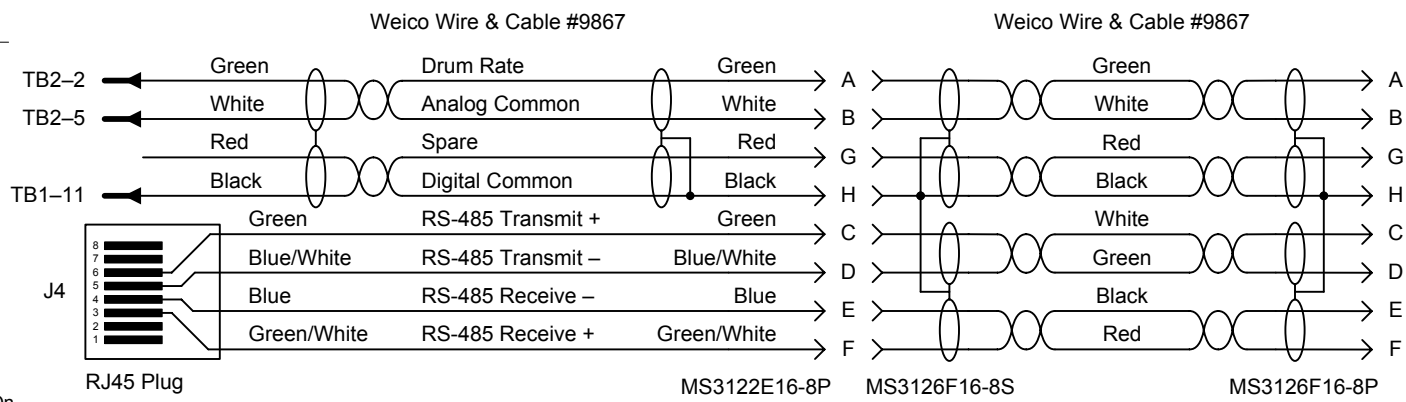 Weico Wire & Cable #9867 Weico Wire & Cable #9867
TB2–2 Green Drum Rate Green A Green A
TB2–5 White Analog Common White B White B
Red Spare Red G Red G
TB1–11 Black Digital Common Black H Black H
Green RS-485 Transmit + Green C White C
Blue/White RS-485 Transmit – Blue/White D Green D
Blue RS-485 Receive – Blue E Black E
Green/White RS-485 Receive + Green/White F Red F
J4
8
7
6
5
4
3
2
1
RJ45 Plug MS3122E16-8P MS3126F16-8S MS3126F16-8P